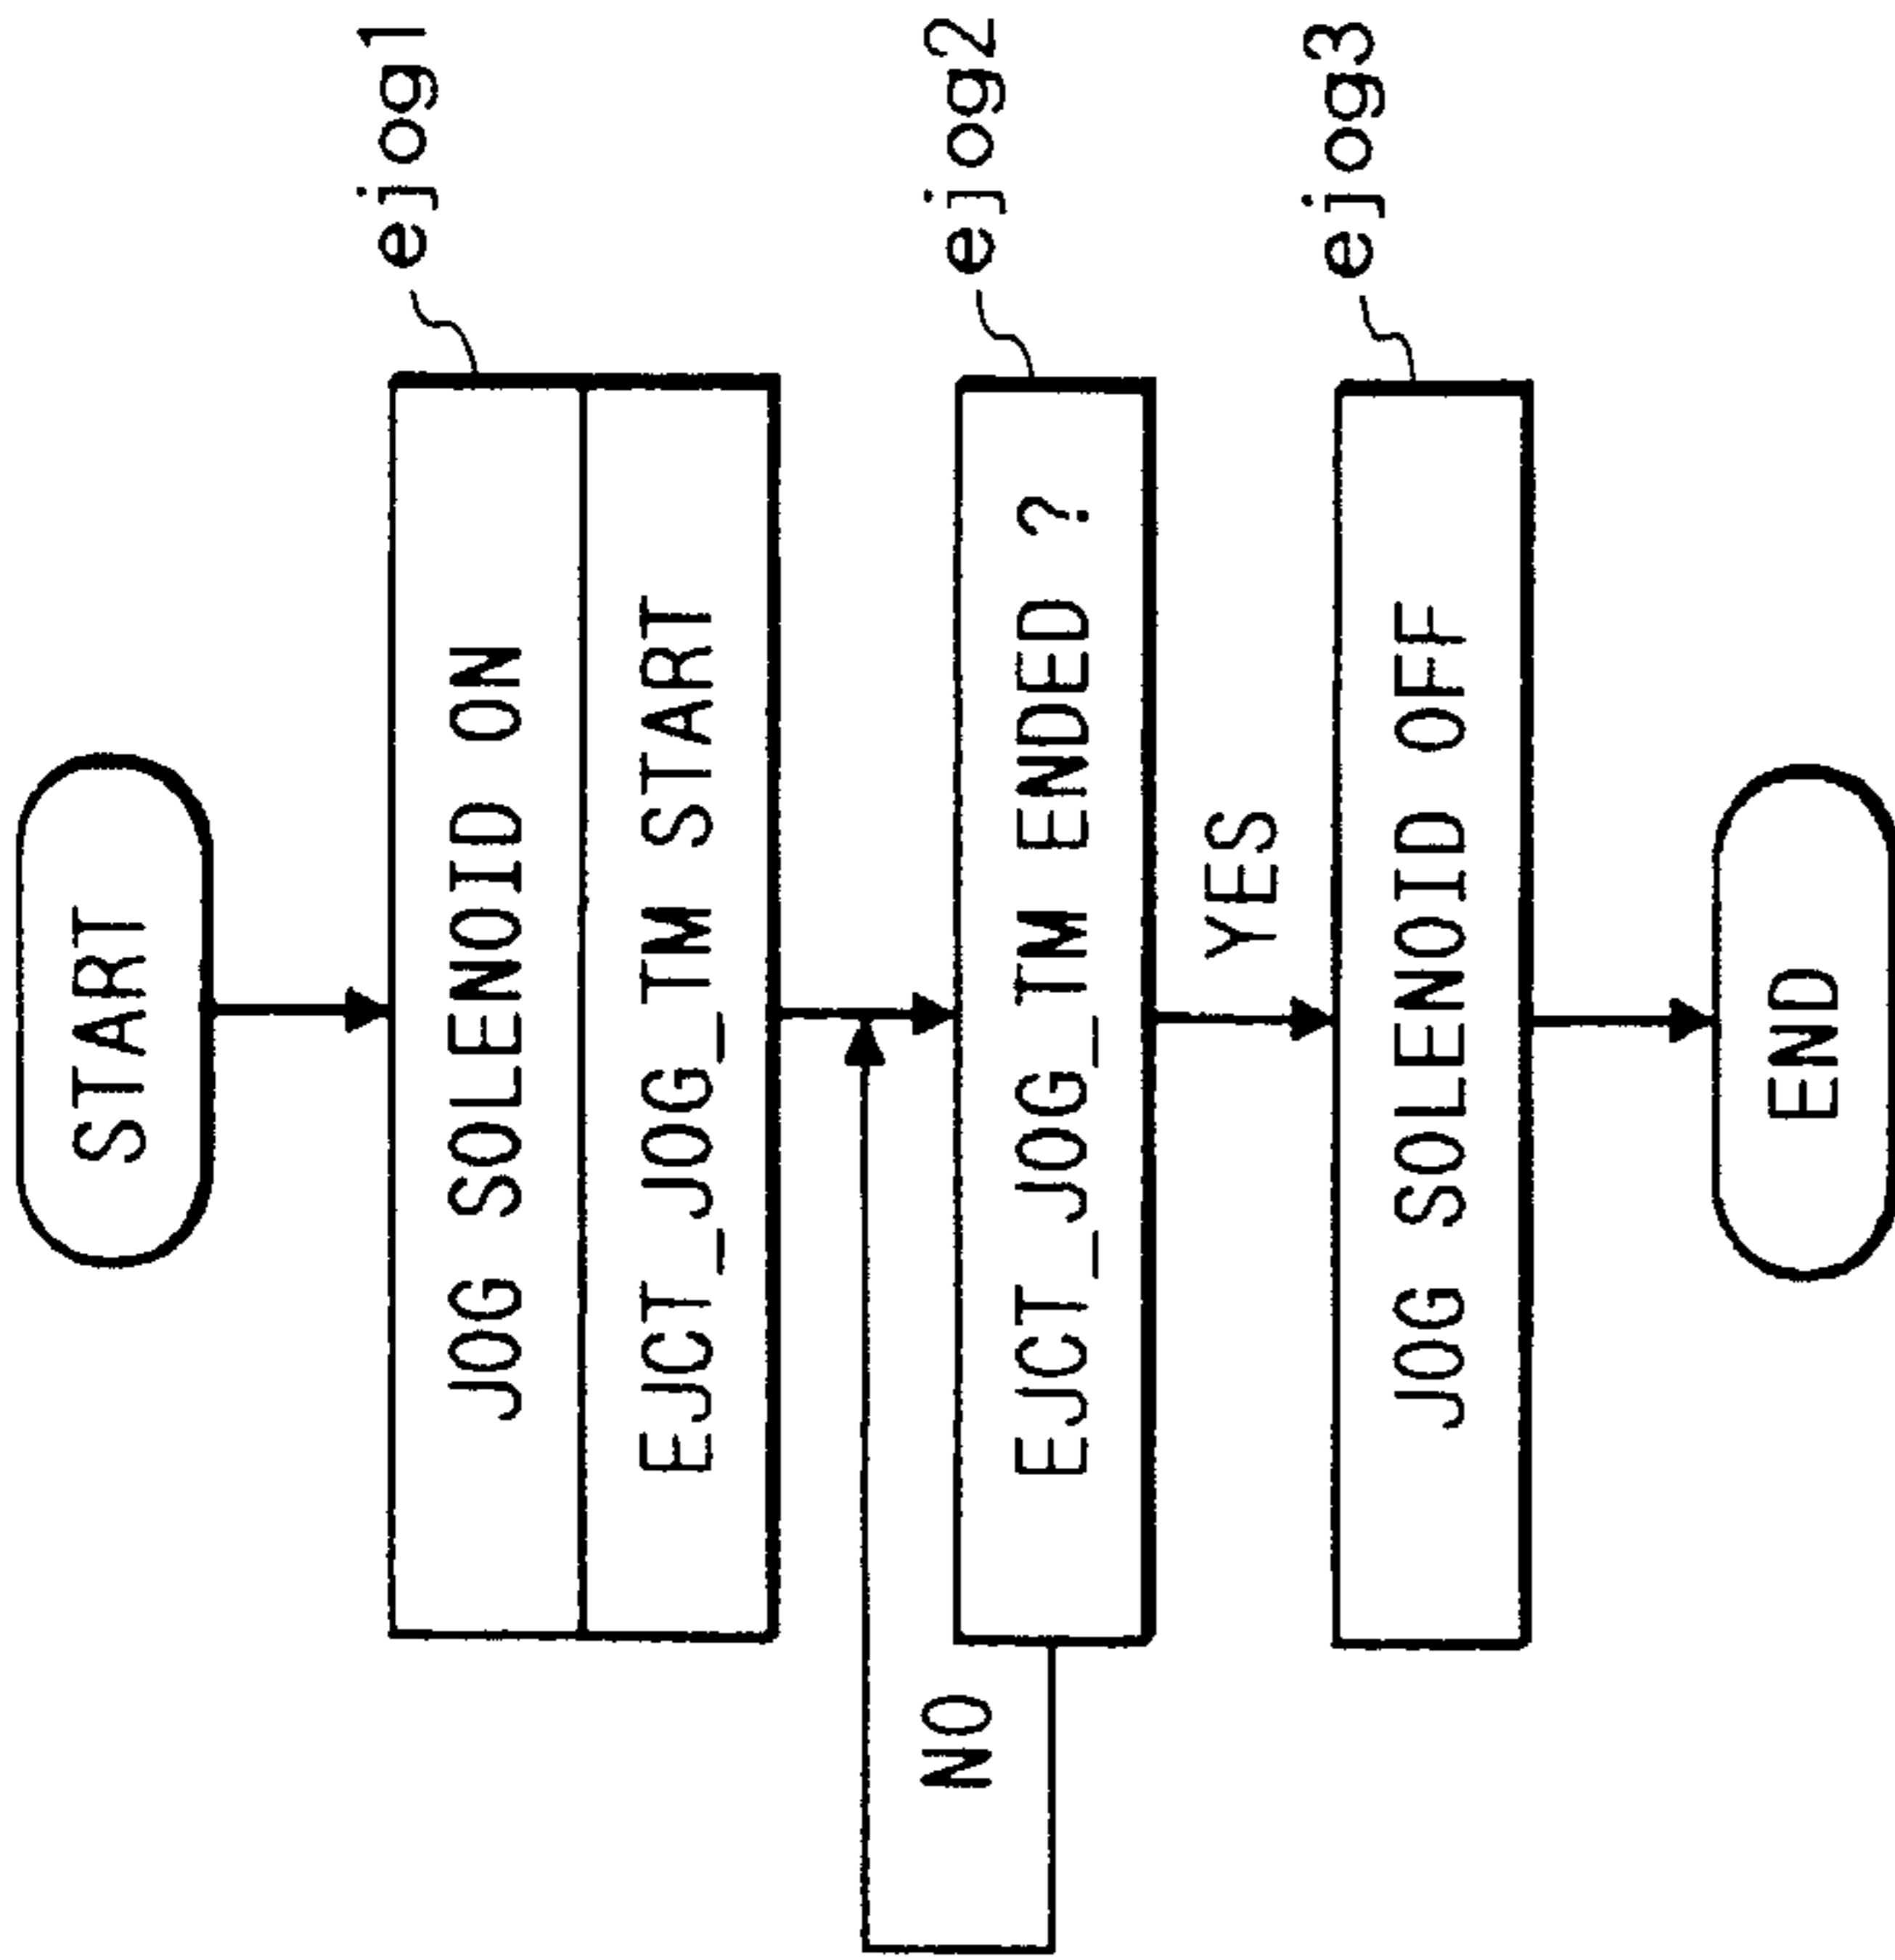 START
JOG SOLENOID ON
ejog1
EJCT_JOG_TM START
EJCT_JOG_TM ENDED ?
ejog2
NO
YES
JOG SOLENOID OFF
ejog3
END